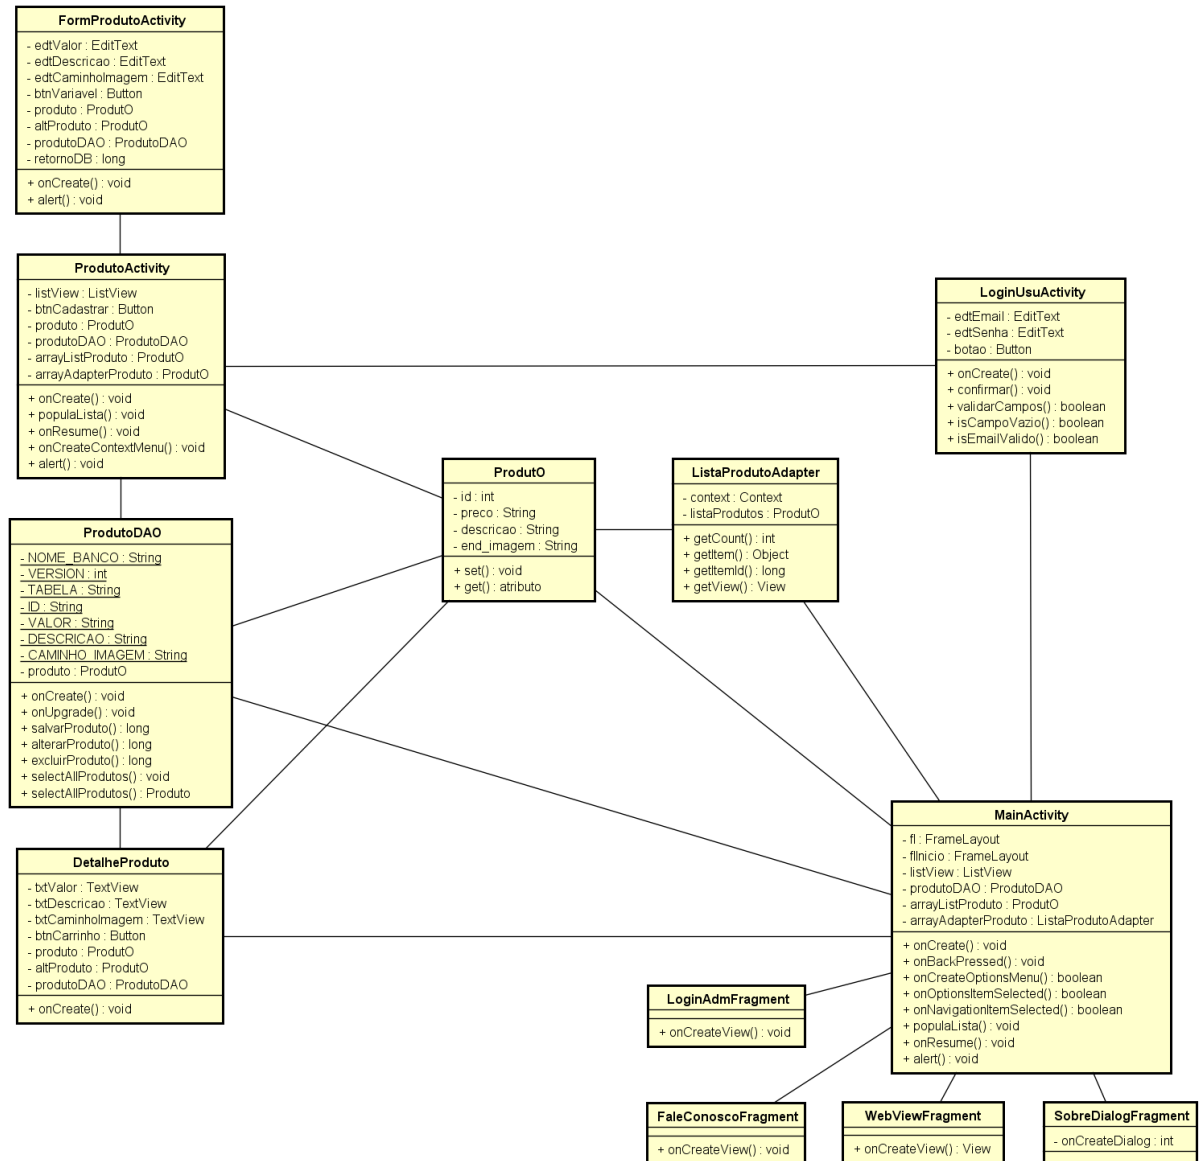 FormProdutoActivity
- edtValor : EditText
- edtDescricao : EditText
- edtCaminhoImagem : EditText
- btnVariavel : Button
- produto : ProdutO
- altProduto : ProdutO
- produtoDAO : ProdutoDAO
- retornoDB : long
+ onCreate() : void
+ alert() : void
ProdutoActivity
- listView : ListView
- btnCadastrar : Button
- produto : ProdutO
- produtoDAO : ProdutoDAO
- arrayListProduto : ProdutO
- arrayAdapterProduto : ProdutO
+ onCreate() : void
+ populaLista() : void
+ onResume() : void
+ onCreateContextMenu() : void
+ alert() : void
LoginUsuActivity
- edtEmail : EditText
- edtSenha : EditText
- botao : Button
+ onCreate() : void
+ confirmar() : void
+ validarCampos() : boolean
+ isCampoVazio() : boolean
+ isEmailValido() : boolean
ProdutO
- id : int
- preco : String
- descricao : String
- end_imagem : String
+ set() : void
+ get() : atributo
ListaProdutoAdapter
- context : Context
- listaProdutos : ProdutO
+ getCount() : int
+ getItem() : Object
+ getItemId() : long
+ getView() : View
ProdutoDAO
- NOME_BANCO : String
- VERSION : int
- TABELA : String
- ID : String
- VALOR : String
- DESCRICAO : String
- CAMINHO_IMAGEM : String
- produto : ProdutO
+ onCreate() : void
+ onUpgrade() : void
+ salvarProduto() : long
+ alterarProduto() : long
+ excluirProduto() : long
+ selectAllProdutos() : void
+ selectAllProdutos() : Produto
DetalheProduto
- txtValor : TextView
- txtDescricao : TextView
- txtCaminhoImagem : TextView
- btnCarrinho : Button
- produto : ProdutO
- altProduto : ProdutO
- produtoDAO : ProdutoDAO
+ onCreate() : void
MainActivity
- fl : FrameLayout
- flInicio : FrameLayout
- listView : ListView
- produtoDAO : ProdutoDAO
- arrayListProduto : ProdutO
- arrayAdapterProduto : ListaProdutoAdapter
+ onCreate() : void
+ onBackPressed() : void
+ onCreateOptionsMenu() : boolean
+ onOptionsItemSelected() : boolean
+ onNavigationItemSelected() : boolean
+ populaLista() : void
+ onResume() : void
+ alert() : void
LoginAdmFragment
+ onCreateView() : void
FaleConoscoFragment
+ onCreateView() : void
WebViewFragment
+ onCreateView() : View
SobreDialogFragment
- onCreateDialog : int